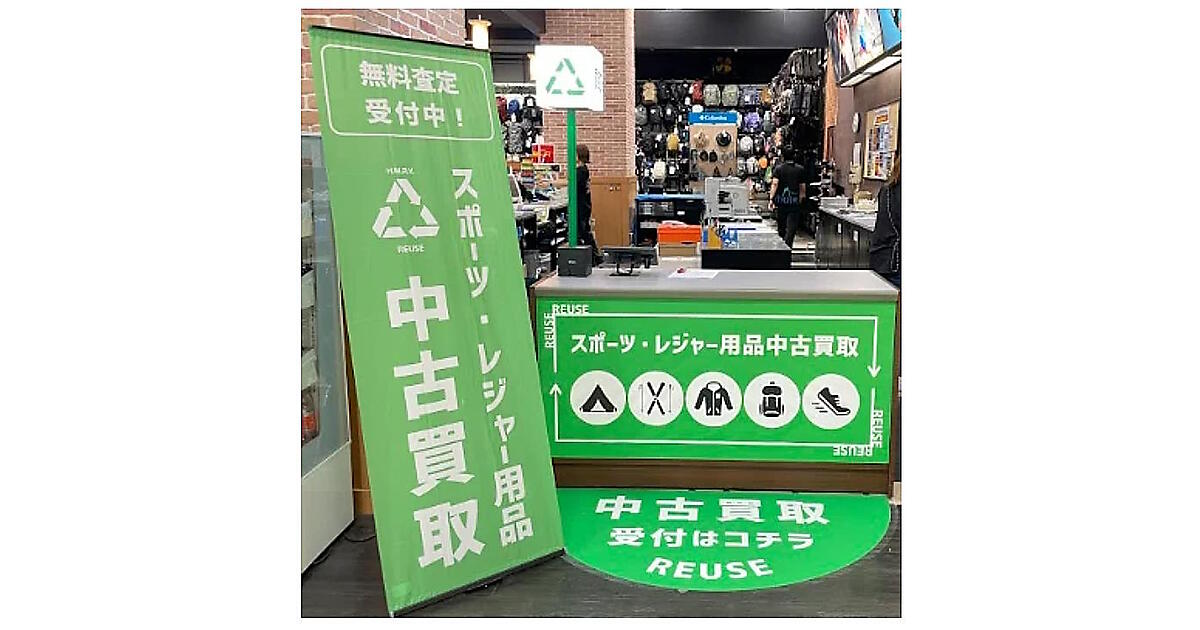 無料査定
受付中！
H.M.R.V.
REUSE
スポーツ・レジャー用品
中古買取
Columbia
REUSE
REUSE
スポーツ・レジャー用品中古買取
REUSE
REUSE
中古買取
受付はコチラ
REUSE